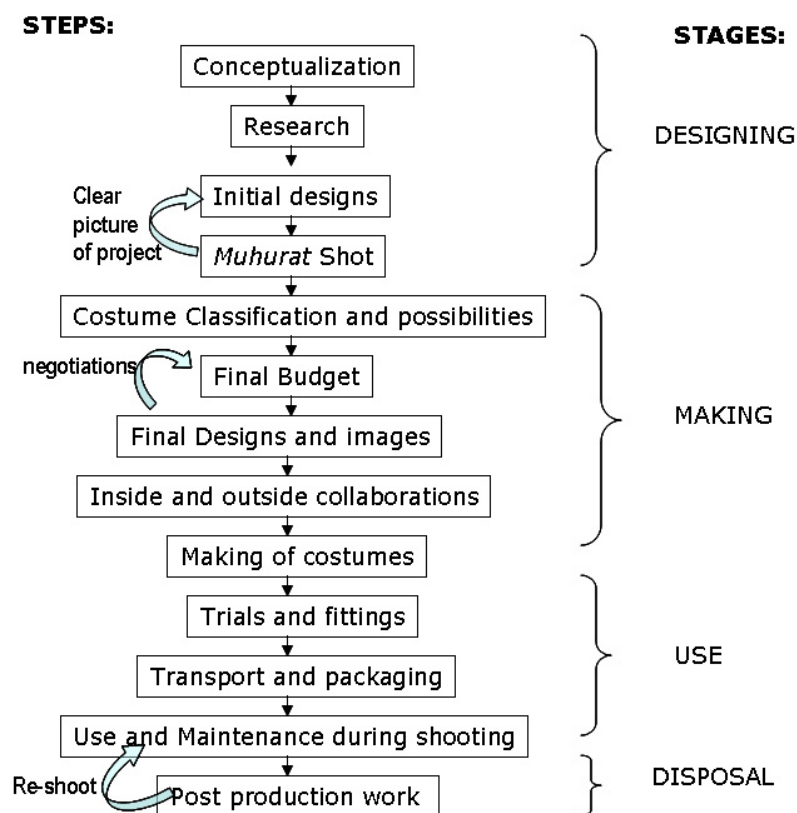 STEPS:
STAGES:
Conceptualization
Research
DESIGNING
Clear
picture
of project
Initial designs
Muhurat Shot
Costume Classification and possibilities
negotiations
Final Budget
MAKING
Final Designs and images
Inside and outside collaborations
Making of costumes
Trials and fittings
USE
Transport and packaging
Use and Maintenance during shooting
Re-shoot
DISPOSAL
Post production work